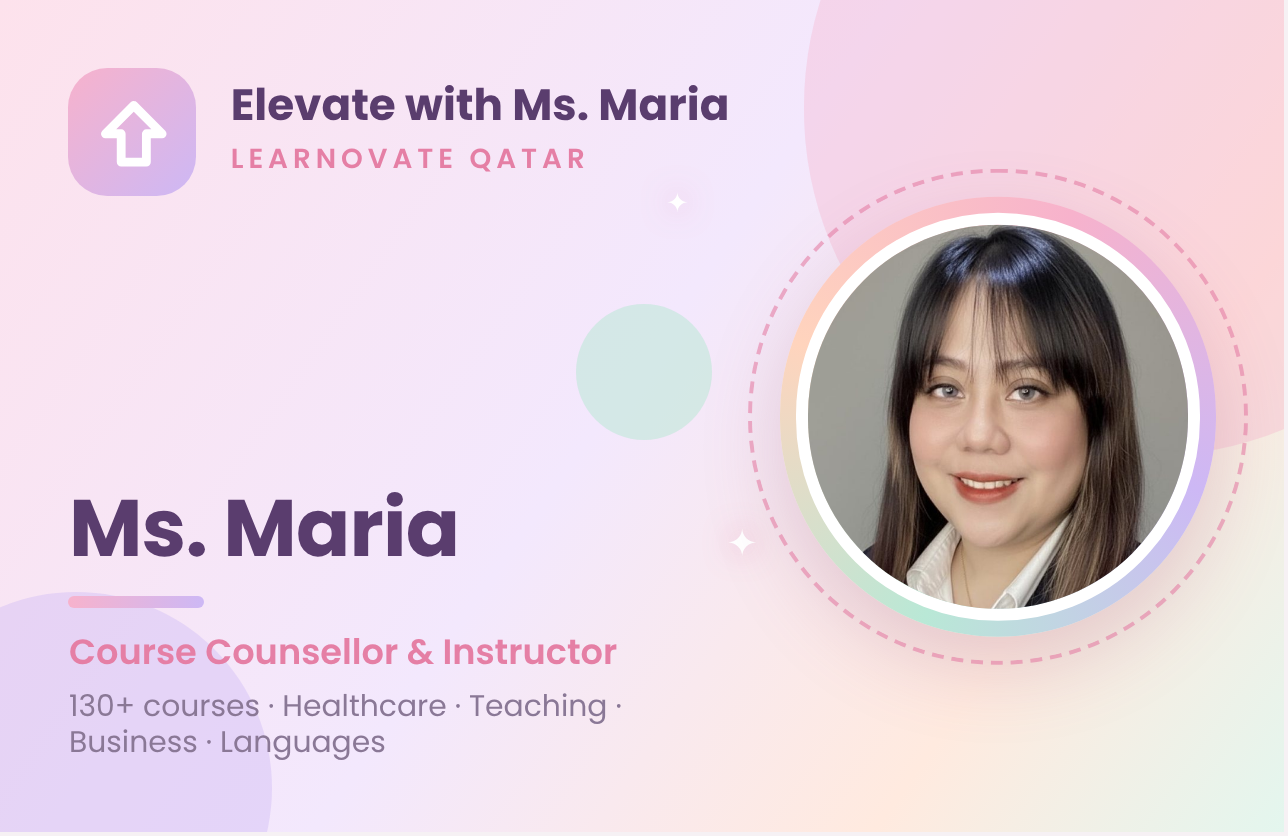 Elevate with Ms. Maria
LEARNOVATE QATAR
Ms. Maria
Course Counsellor & Instructor
130+ courses · Healthcare · Teaching ·
Business · Languages